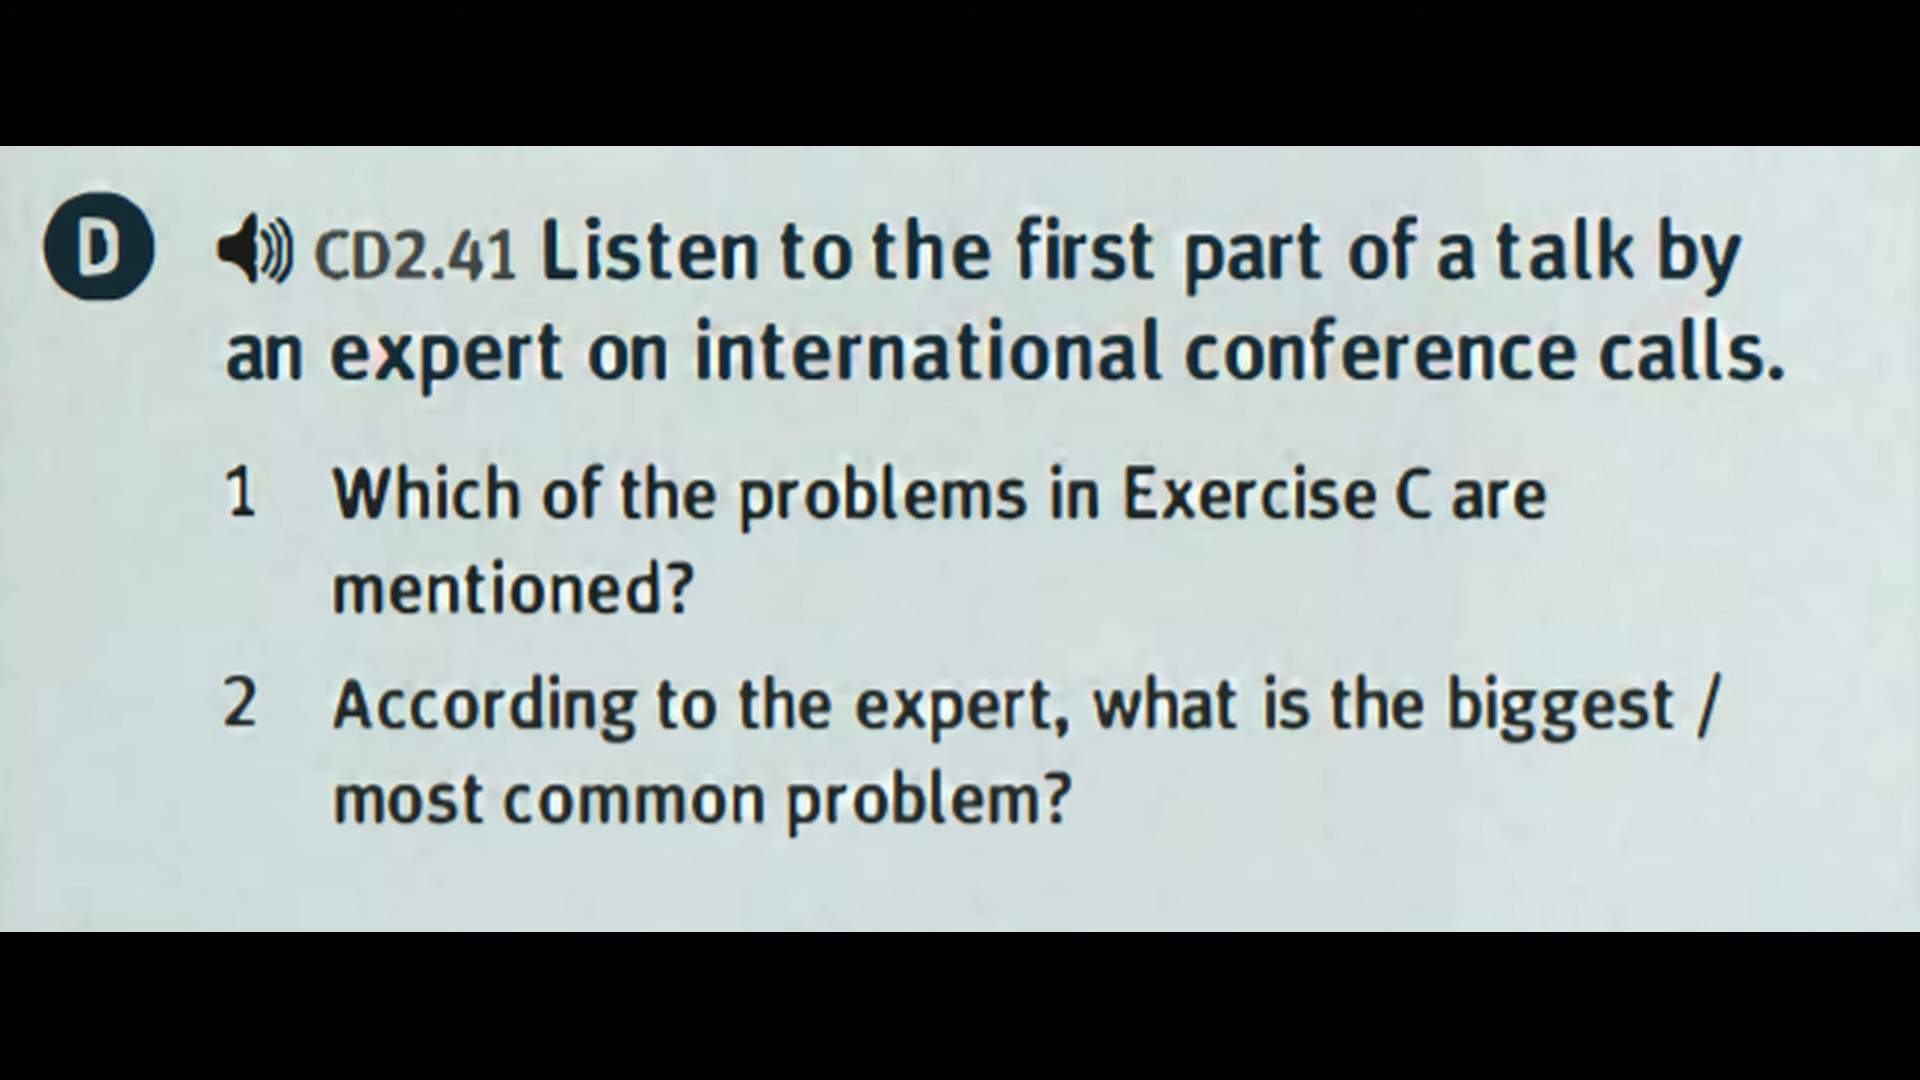 D CD2.41 Listen to the first part of a talk by
an expert on international conference calls.
1 Which of the problems in Exercise C are
mentioned?
2 According to the expert, what is the biggest /
most common problem?